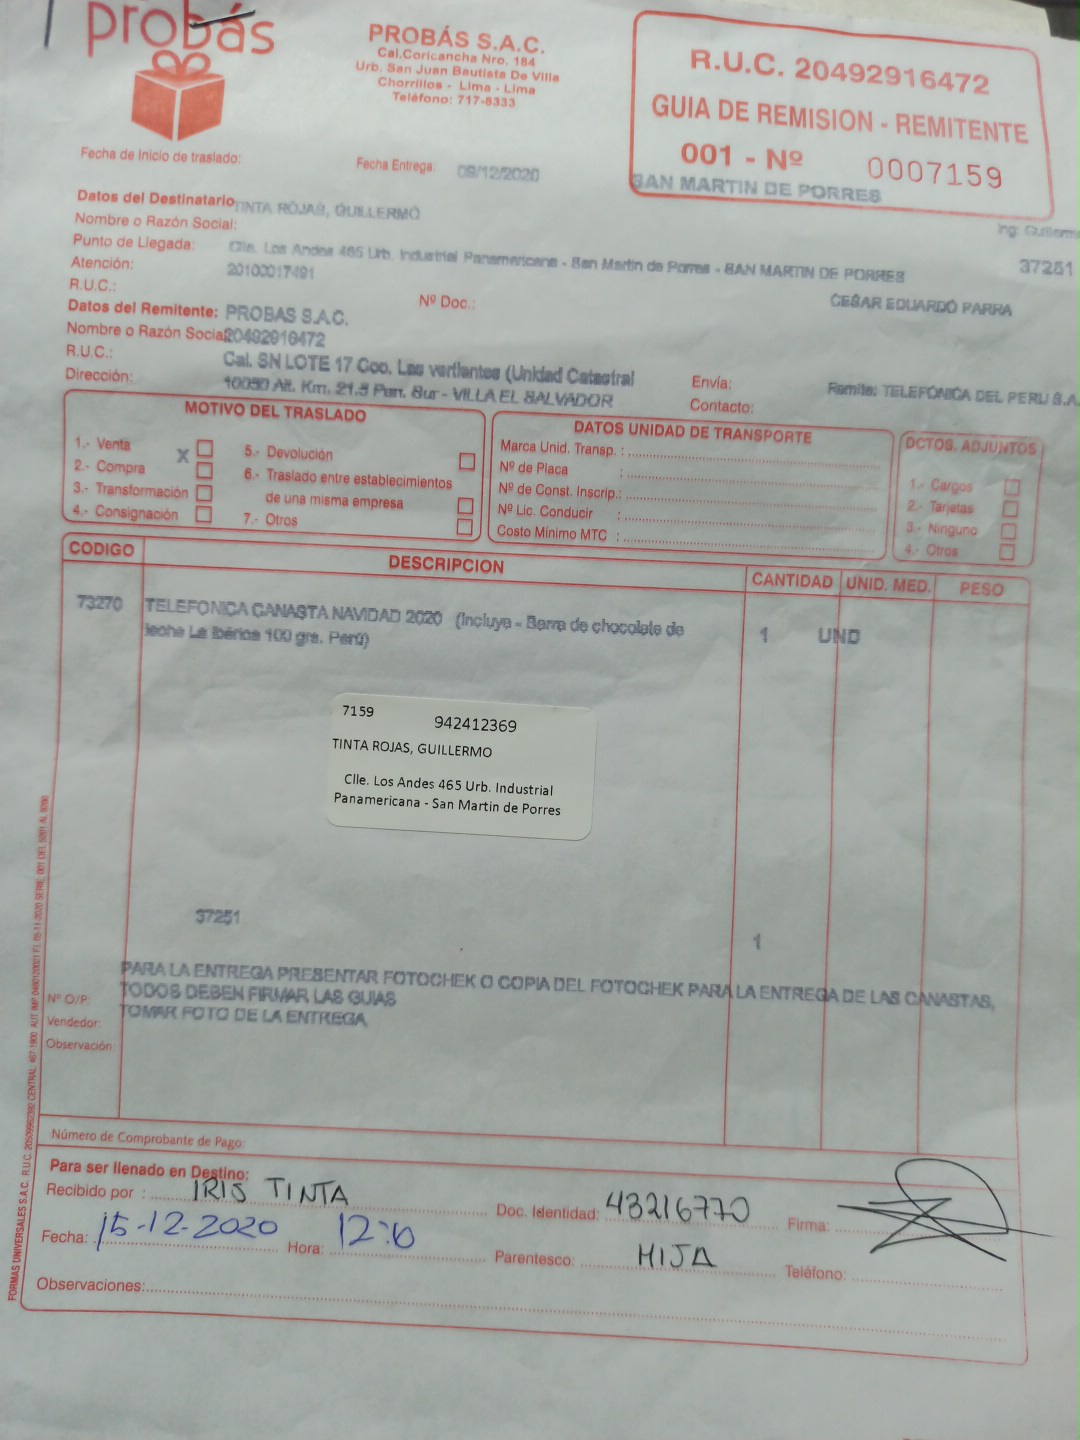 probás
PROBÁS S.A.C.
Cal.Coricancha Nro. 184
Urb. San Juan Bautista De Villa
Chorrillos - Lima - Lima
Teléfono: 717-8333
R.U.C. 20492916472
GUIA DE REMISION - REMITENTE
001 - Nº 0007159
SAN MARTIN DE PORRES
Fecha de Inicio de traslado:
Fecha Entrega: 09/12/2020
Datos del Destinatario
TINTA ROJAS, GUILLERMO
Nombre o Razón Social:
Ing: Guillermo
Punto de Llegada: Clle. Los Andes 465 Urb. Industrial Panamericana - San Martin de Porres - SAN MARTIN DE PORRES
37251
Atención: 20100017491
R.U.C.:
Nº Doc.:
CESAR EDUARDO PARRA
Datos del Remitente: PROBAS S.A.C.
Nombre o Razón Social 20492916472
R.U.C.:
Cal. SN LOTE 17 Coo. Las vertientes (Unidad Catastral
Dirección: 10050 Alt. Km. 21.5 Pan. Sur - VILLA EL SALVADOR
Envía: Remite: TELEFONICA DEL PERU S.A.
Contacto:
MOTIVO DEL TRASLADO
1.- Venta X
2.- Compra
3.- Transformación
4.- Consignación
5.- Devolución
6.- Traslado entre establecimientos
de una misma empresa
7.- Otros
DATOS UNIDAD DE TRANSPORTE
Marca Unid. Transp. :
Nº de Placa :
Nº de Const. Inscrip.:
Nº Lic. Conducir :
Costo Mínimo MTC :
DCTOS. ADJUNTOS
1.- Cargos
2.- Tarjetas
3.- Ninguno
4.- Otros
CODIGO DESCRIPCION CANTIDAD UNID. MED. PESO
73270 TELEFONICA CANASTA NAVIDAD 2020 (Incluye - Barra de chocolate de
leche La Ibérica 100 grs. Perú)
1 UND
7159 942412369
TINTA ROJAS, GUILLERMO
Clle. Los Andes 465 Urb. Industrial
Panamericana - San Martin de Porres
37251
1
PARA LA ENTREGA PRESENTAR FOTOCHEK O COPIA DEL FOTOCHEK PARA LA ENTREGA DE LAS CANASTAS,
TODOS DEBEN FIRMAR LAS GUIAS
TOMAR FOTO DE LA ENTREGA
Nº O/P:
Vendedor:
Observación:
Número de Comprobante de Pago:
Para ser llenado en Destino:
Recibido por : IRIS TINTA
Doc. Identidad: 43216770
Firma:
Fecha: 15-12-2020
Hora: 12:10
Parentesco: HIJA
Teléfono:
Observaciones:
FORMAS UNIVERSALES S.A.C.